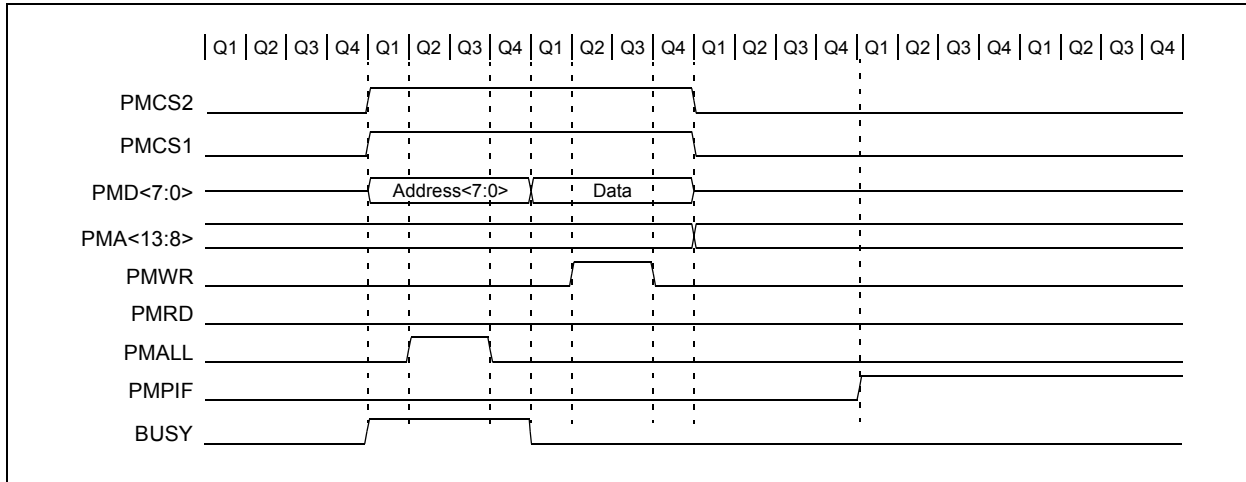 Q1 Q2 Q3 Q4 Q1 Q2 Q3 Q4 Q1 Q2 Q3 Q4 Q1 Q2 Q3 Q4 Q1 Q2 Q3 Q4 Q1 Q2 Q3 Q4
PMCS2
PMCS1
PMD<7:0> Address<7:0> Data
PMA<13:8>
PMWR
PMRD
PMALL
PMPIF
BUSY